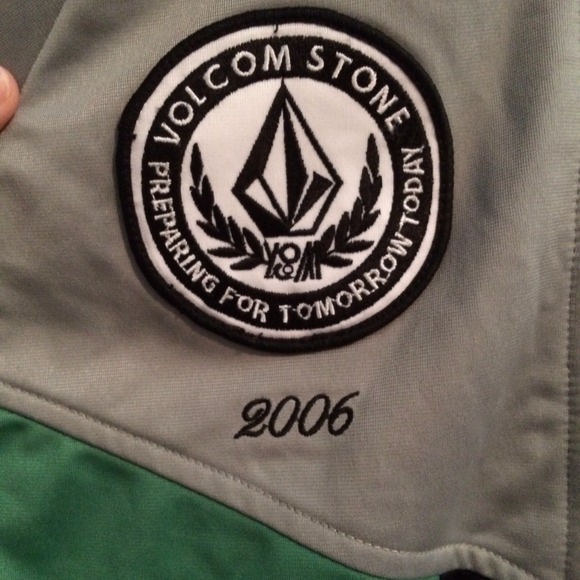 VOLCOM STONE
PREPARING FOR TOMORROW TODAY
2006